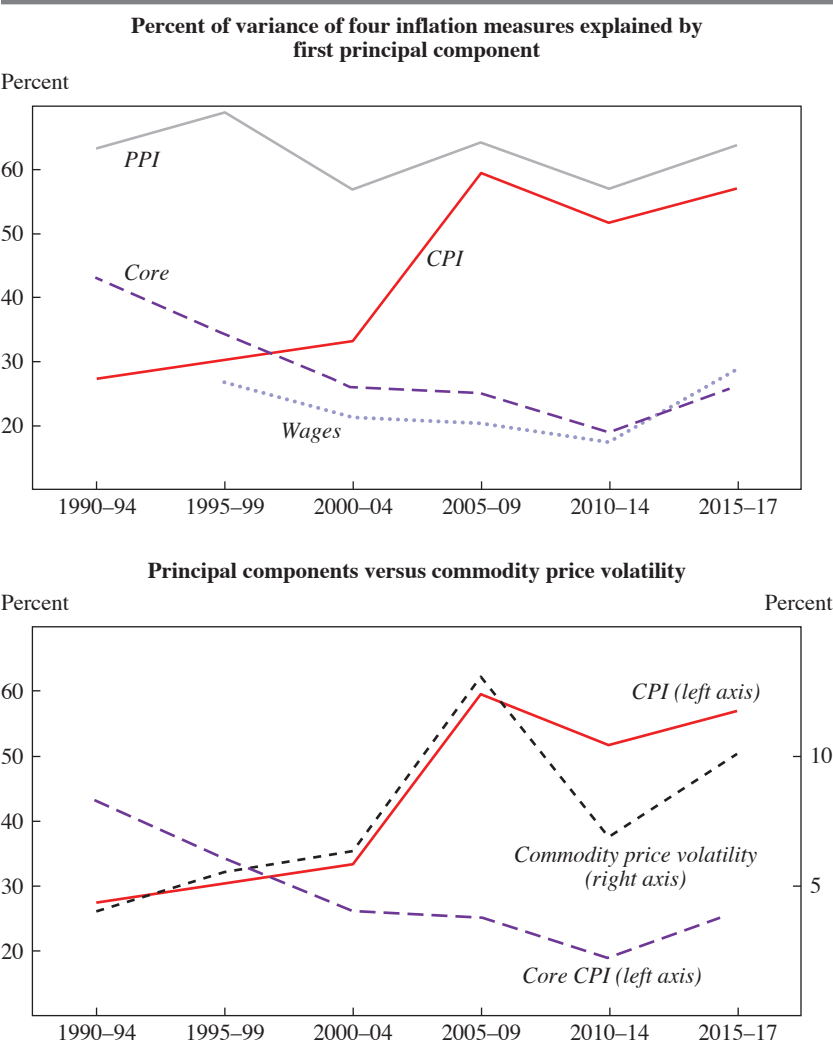 Percent of variance of four inflation measures explained by
first principal component
Percent
60
50
40
30
20
PPI
CPI
Core
Wages
1990–94 1995–99 2000–04 2005–09 2010–14 2015–17
Principal components versus commodity price volatility
Percent Percent
60
50
40
30
20
10
5
CPI (left axis)
Commodity price volatility
(right axis)
Core CPI (left axis)
1990–94 1995–99 2000–04 2005–09 2010–14 2015–17